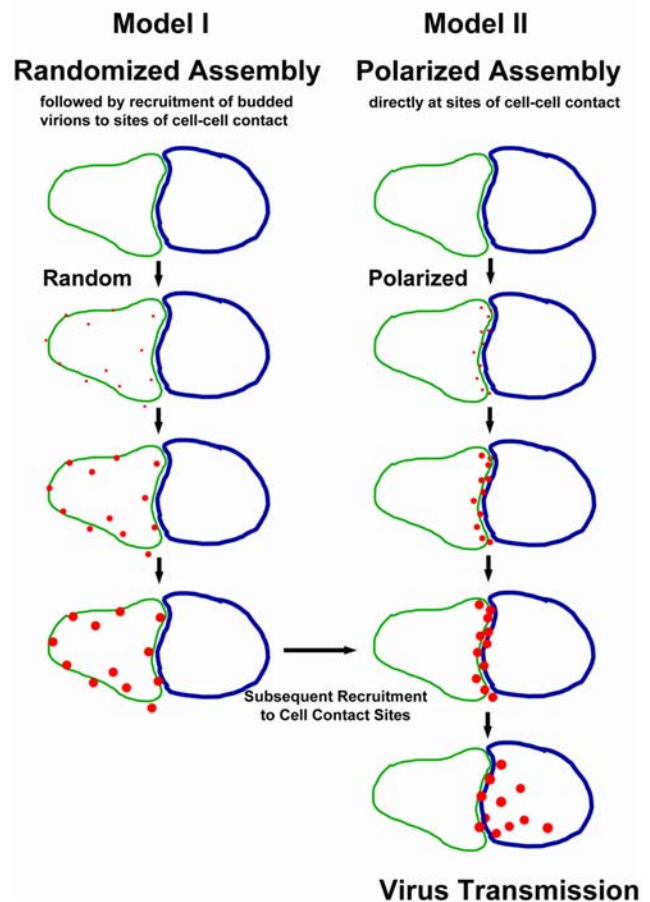 Model I
Randomized Assembly
followed by recruitment of budded
virions to sites of cell-cell contact
Model II
Polarized Assembly
directly at sites of cell-cell contact
Random
Polarized
Subsequent Recruitment
to Cell Contact Sites
Virus Transmission